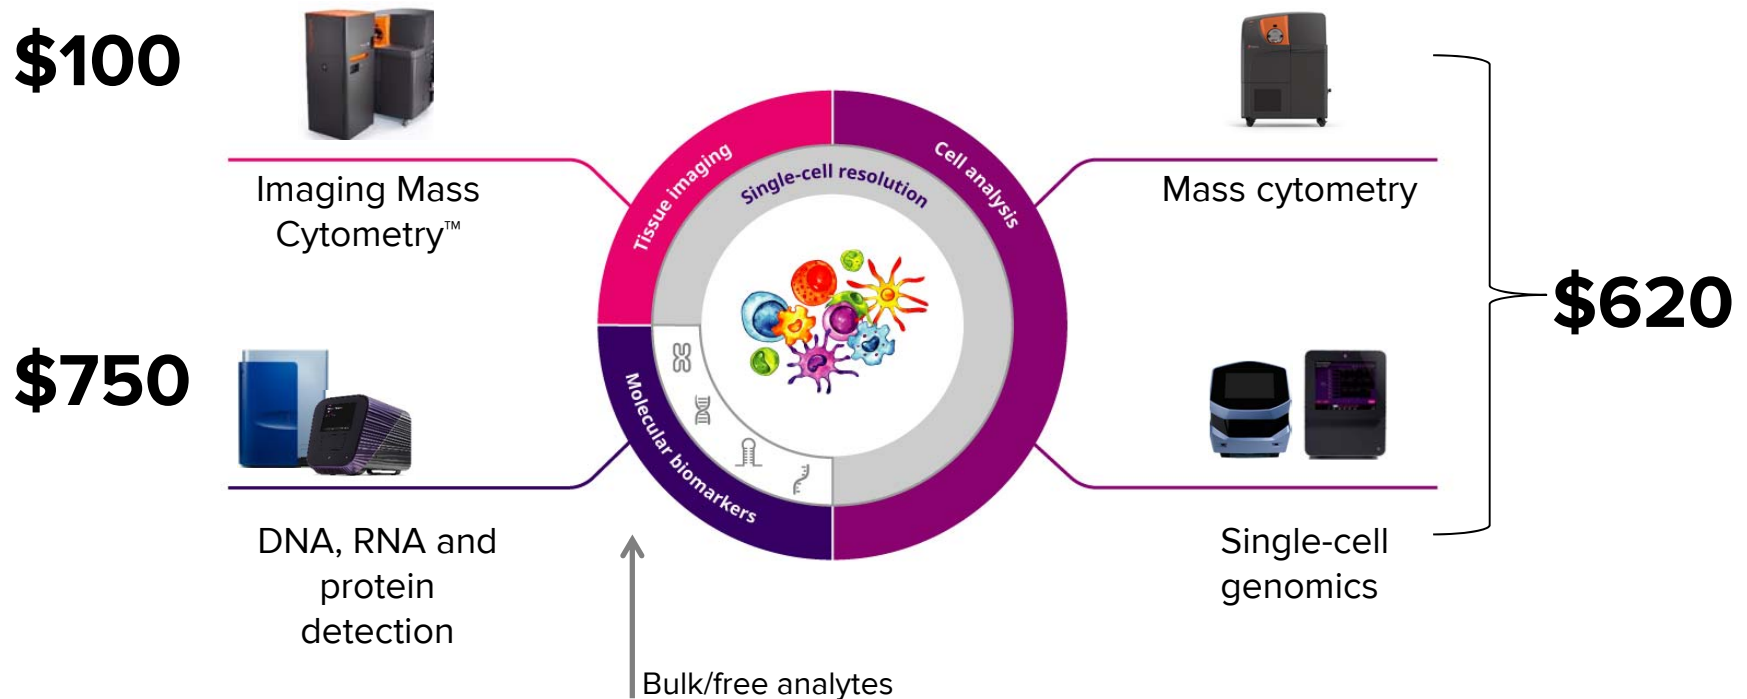 $100
Imaging Mass
Cytometry™
$750
DNA, RNA and
protein
detection
Tissue imaging
Single-cell resolution
Cell analysis
Molecular biomarkers
Bulk/free analytes
Mass cytometry
$620
Single-cell
genomics